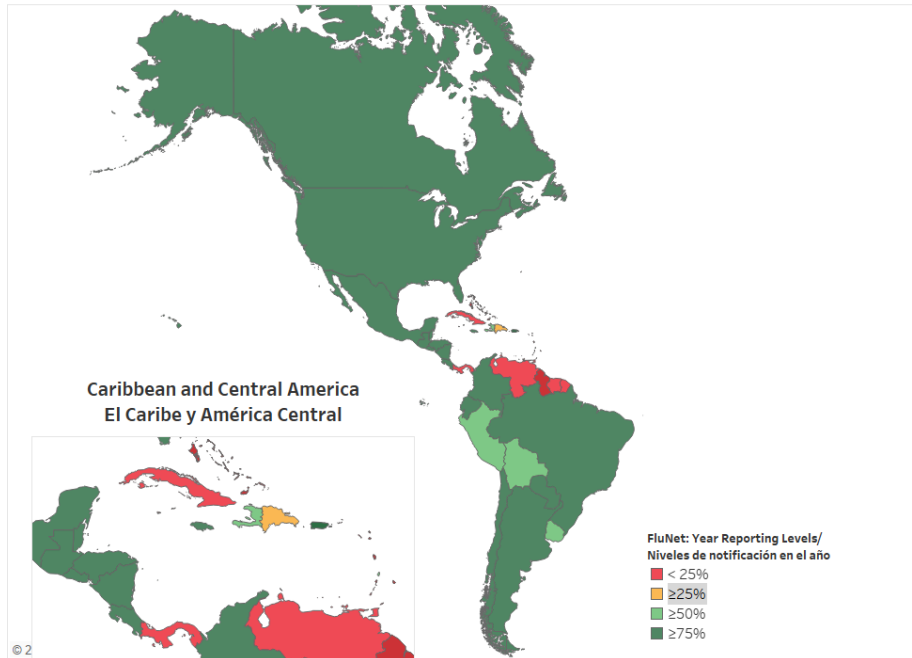 Caribbean and Central America
El Caribe y América Central
FluNet: Year Reporting Levels/
Niveles de notificación en el año
< 25%
≥25%
≥50%
≥75%
© 2